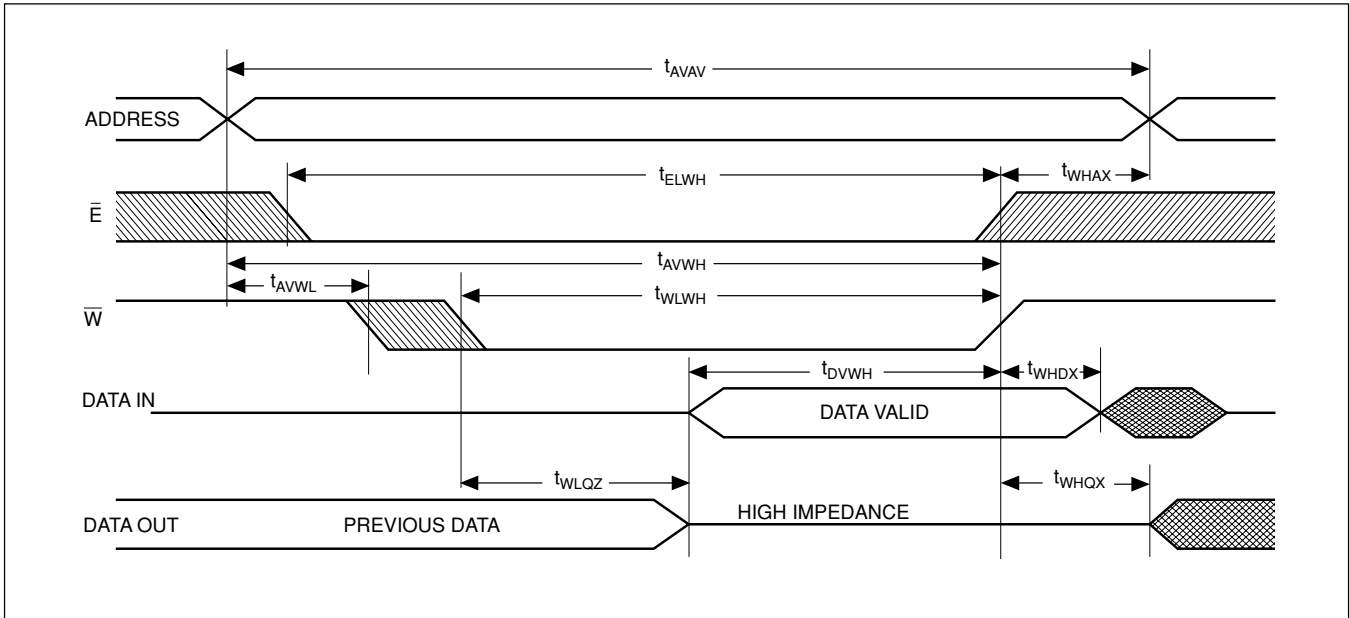 tAVAV
ADDRESS
tELWH
tWHAX
E̅
tAVWH
tAVWL
tWLWH
W̅
tDVWH
tWHDX
DATA IN
DATA VALID
tWLQZ
tWHQX
DATA OUT
PREVIOUS DATA
HIGH IMPEDANCE